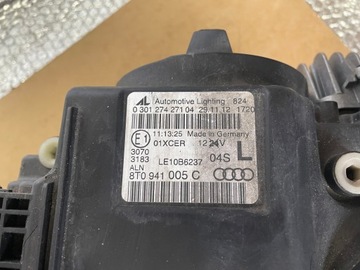 AL Automotive Lighting 824
0 301 274 271 04 29.11.12 1720
11:13:25 Made in Germany
E1 01XCER 12 24V
3070
3183 LE10B6237 04S L
ALN
8T0 941 005 C